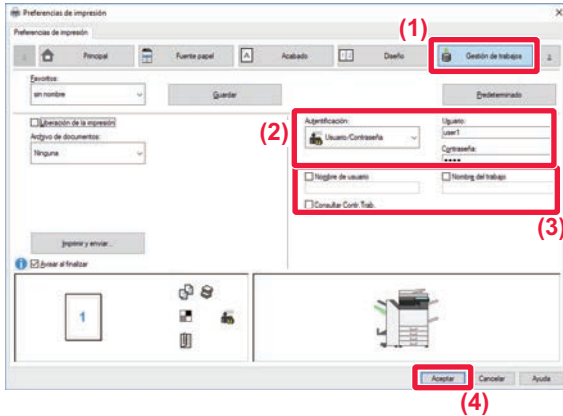 Preferencias de impresión
Preferencias de impresión
(1)
Principal
Fuente papel
A
Acabado
Diseño
Gestión de trabajos
Favoritos:
sin nombre
Guardar
Predeterminado
Liberación de la impresión
Archivo de documentos:
Ninguna
(2)
Autentificación:
Usuario/Contraseña
Usuario:
user1
Contraseña:
••••
Nombre de usuario
Nombre del trabajo
Consultar Contr. Trab.
(3)
Imprimir y enviar...
Avisar al finalizar
1
Aceptar
Cancelar
Ayuda
(4)